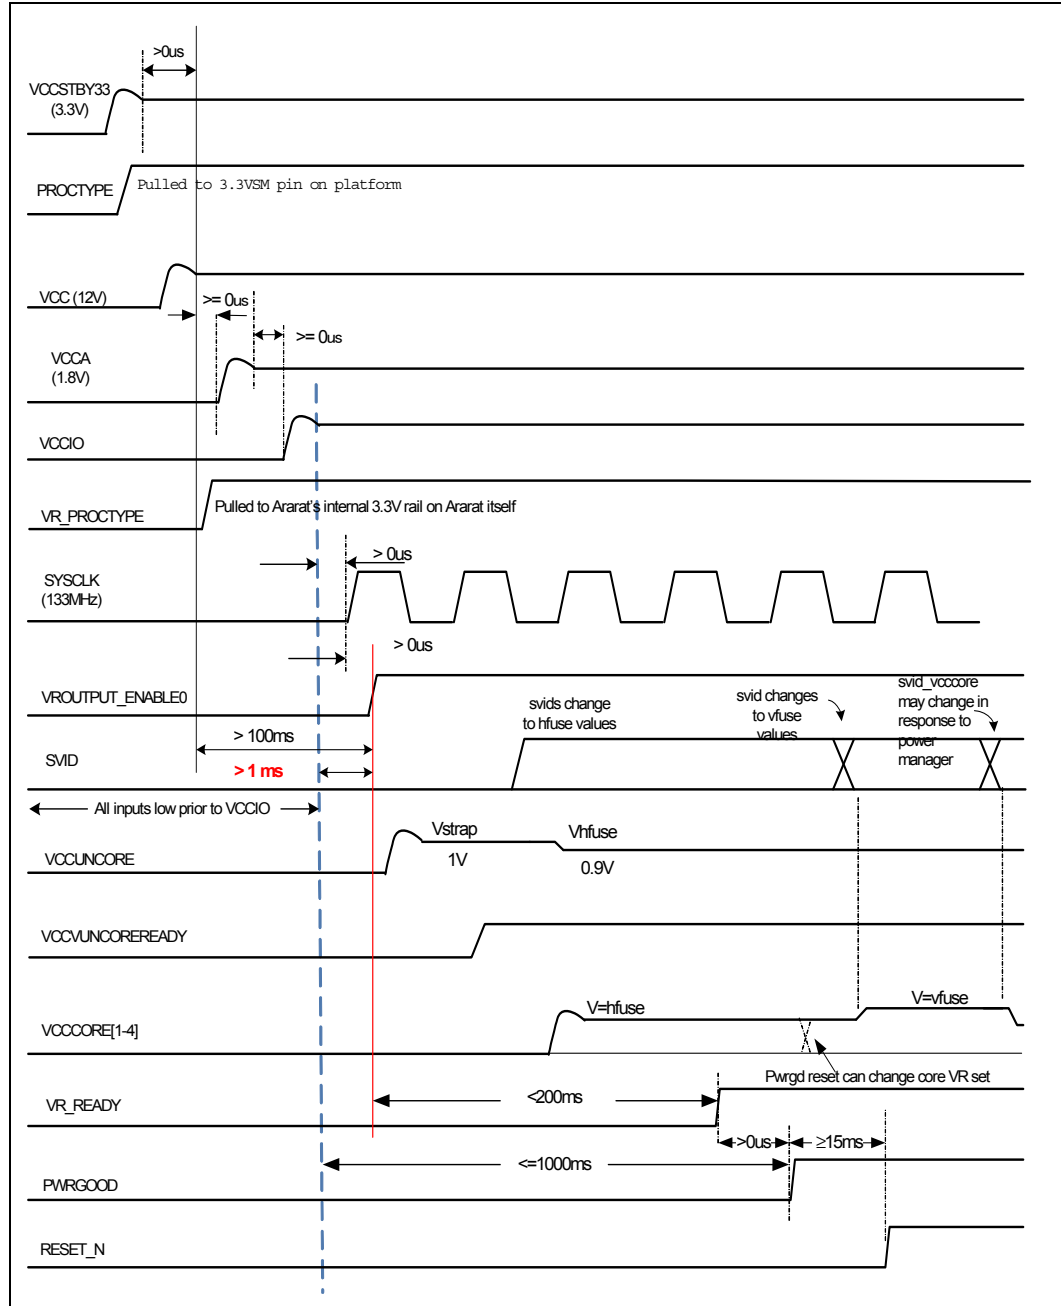 >0us
VCCSTBY33
(3.3V)
PROCTYPE
Pulled to 3.3VSM pin on platform
VCC (12V)
>= 0us
>= 0us
VCCA
(1.8V)
VCCIO
VR_PROCTYPE
Pulled to Ararat's internal 3.3V rail on Ararat itself
> 0us
SYSCLK
(133MHz)
> 0us
VROUTPUT_ENABLE0
svids change
to hfuse values
svid changes
to vfuse
values
svid_vcccore
may change in
response to
power
manager
> 100ms
SVID
> 1 ms
All inputs low prior to VCCIO
Vstrap
Vhfuse
1V
0.9V
VCCUNCORE
VCCVUNCOREREADY
V=hfuse
V=vfuse
VCCCORE[1-4]
Pwrgd reset can change core VR set
<200ms
VR_READY
>0us
≥15ms
<=1000ms
PWRGOOD
RESET_N